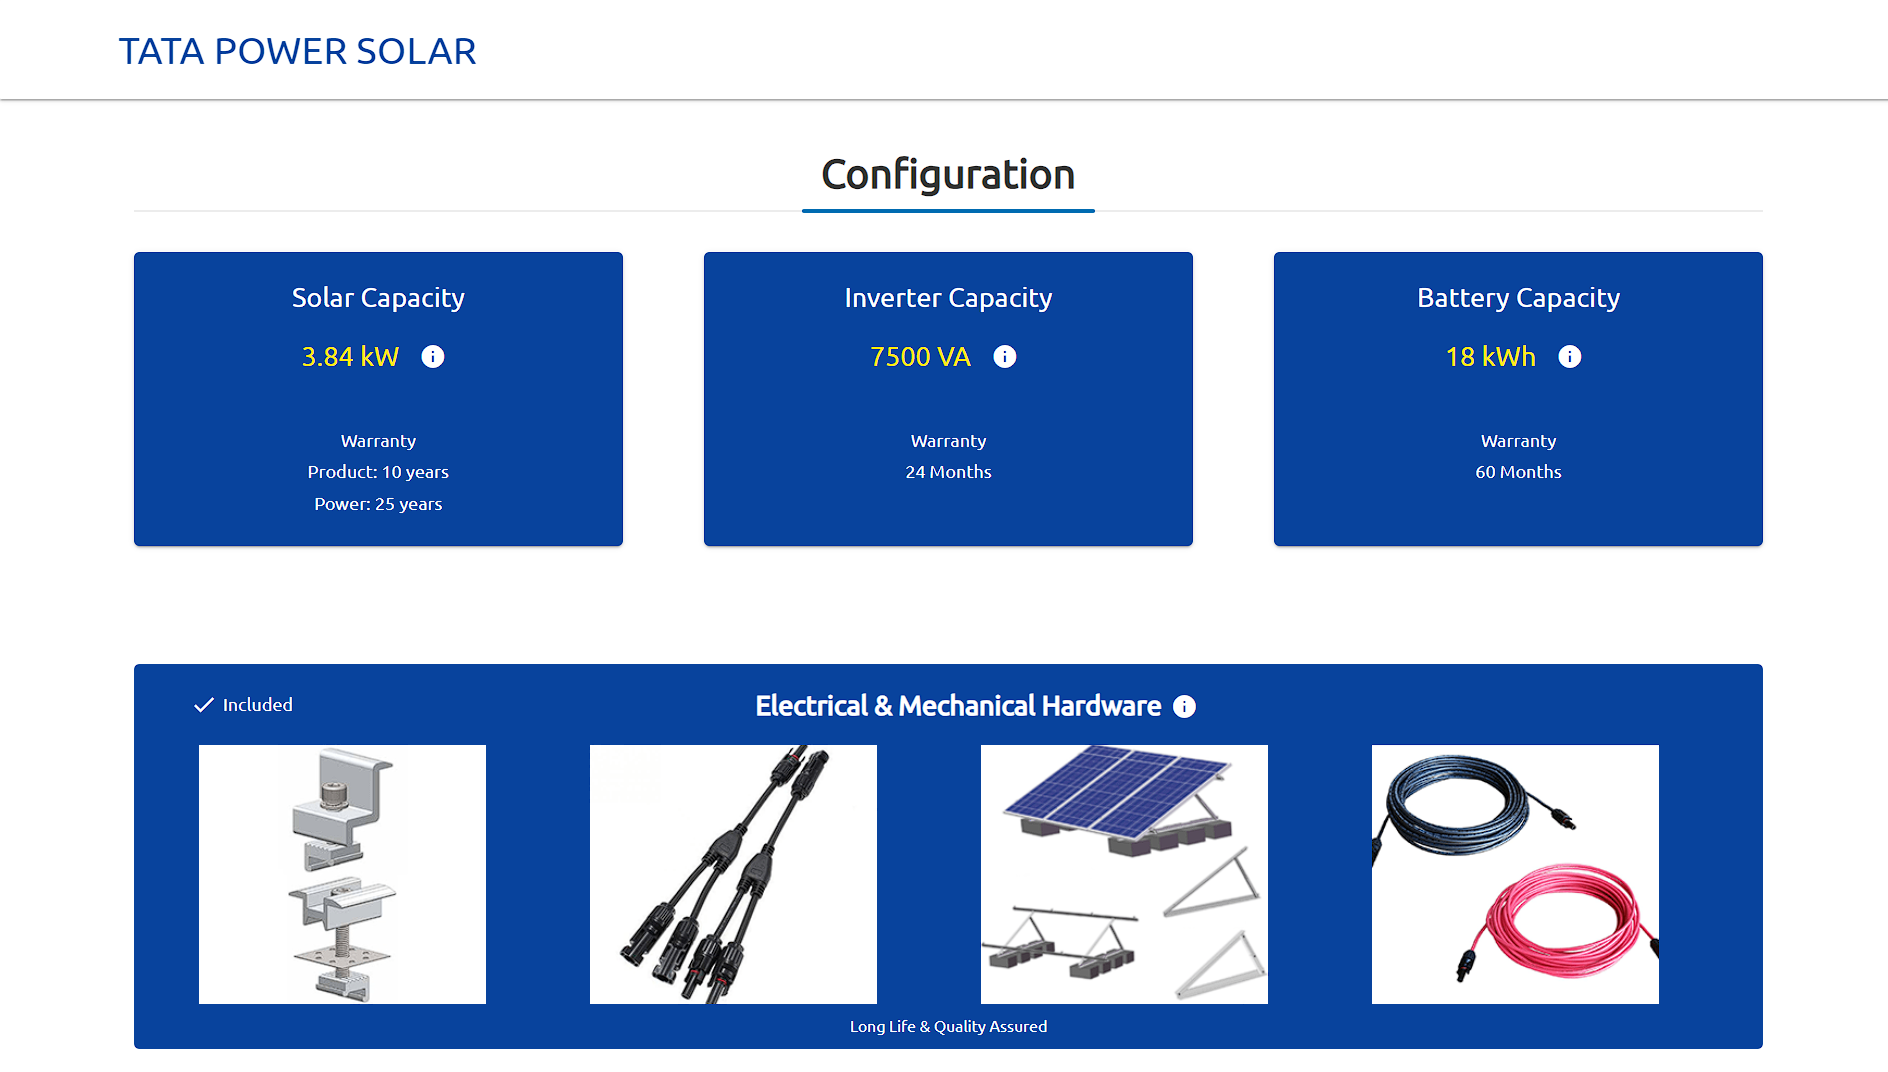 TATA POWER SOLAR
Configuration
Solar Capacity
3.84 kW
Warranty
Product: 10 years
Power: 25 years
Inverter Capacity
7500 VA
Warranty
24 Months
Battery Capacity
18 kWh
Warranty
60 Months
Included
Electrical & Mechanical Hardware
Long Life & Quality Assured